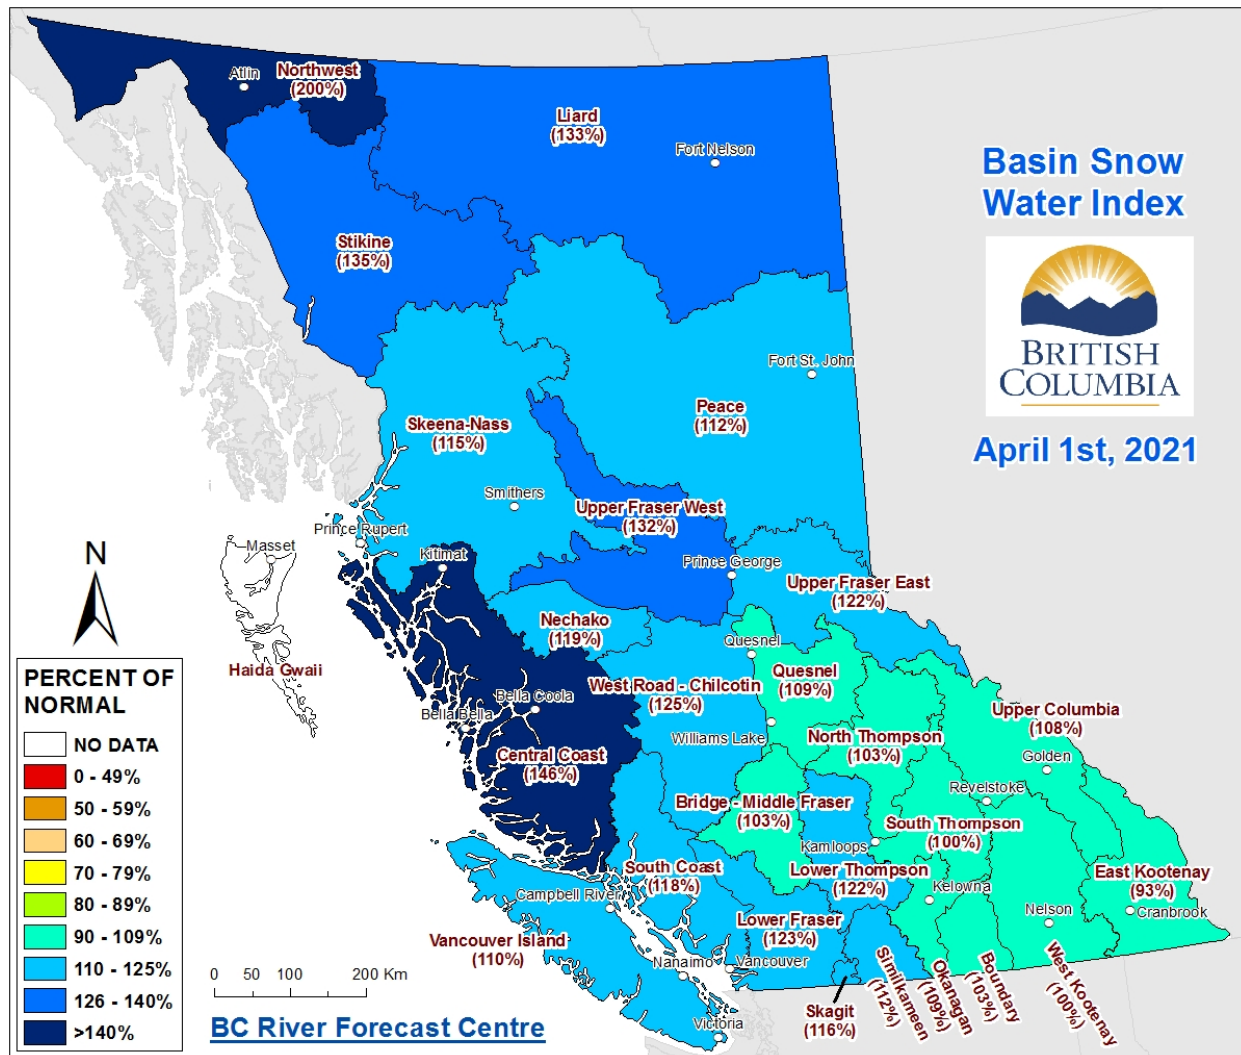 Atlin
Northwest
(200%)
Liard
(133%)
Fort Nelson
Basin Snow
Water Index
Stikine
(135%)
BRITISH
COLUMBIA
Fort St. John
Peace
(112%)
Skeena-Nass
(115%)
April 1st, 2021
Smithers
Upper Fraser West
(132%)
Prince Rupert
Masset
N
Kitimat
Prince George
Upper Fraser East
(122%)
Nechako
(119%)
Quesnel
Haida Gwaii
Quesnel
(109%)
West Road - Chilcotin
(125%)
Bella Coola
Bella Bella
Upper Columbia
(108%)
Williams Lake
North Thompson
(103%)
Golden
Central Coast
(146%)
Revelstoke
Bridge - Middle Fraser
(103%)
South Thompson
(100%)
Kamloops
South Coast
(118%)
Lower Thompson
(122%)
East Kootenay
(93%)
Campbell River
Kelowna
Cranbrook
Nelson
Lower Fraser
(123%)
Vancouver Island
(110%)
Nanaimo
Vancouver
Victoria
Skagit
(116%)
Similkameen
(112%)
Okanagan
(109%)
Boundary
(103%)
West Kootenay
(100%)
PERCENT OF
NORMAL
NO DATA
0 - 49%
50 - 59%
60 - 69%
70 - 79%
80 - 89%
90 - 109%
110 - 125%
126 - 140%
>140%
0 50 100 200 Km
BC River Forecast Centre